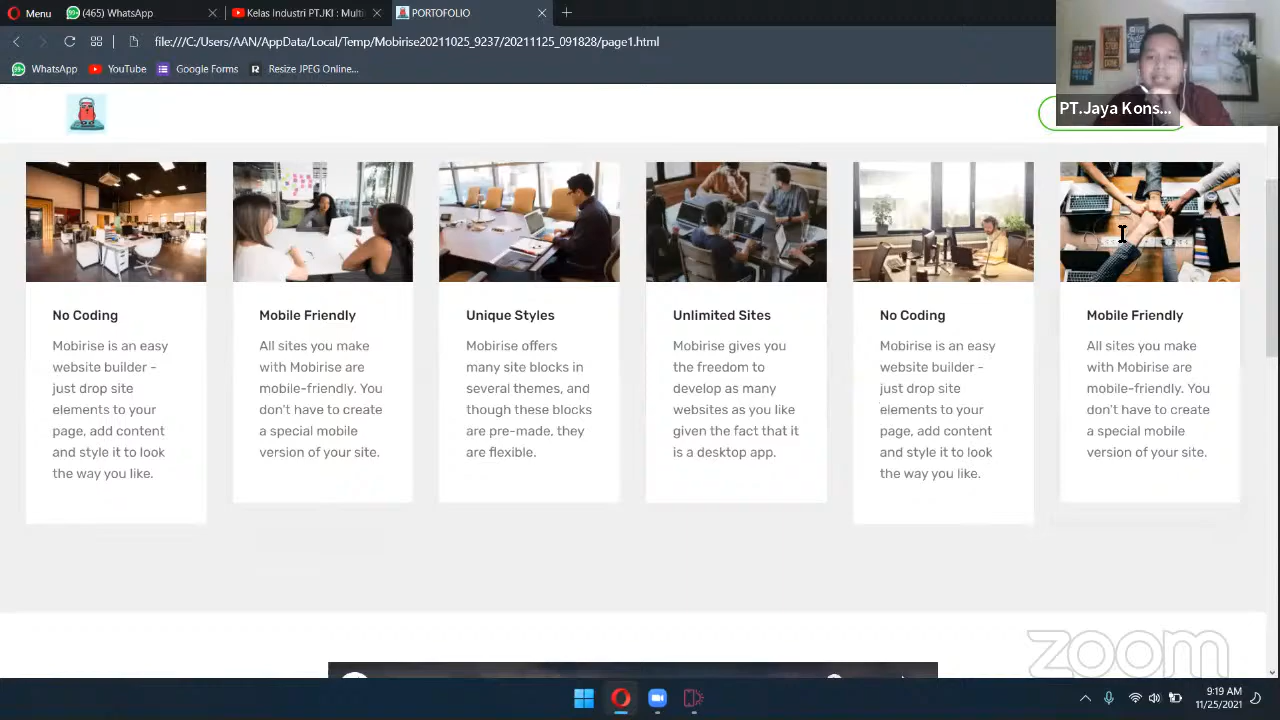 Menu
(465) WhatsApp
Kelas Industri PT.JKI : Multi
PORTOFOLIO
file:///C:/Users/AAN/AppData/Local/Temp/Mobirise20211025_9237/20211125_091828/page1.html
99+ WhatsApp
YouTube
Google Forms
R Resize JPEG Online...
PT.Jaya Kons...
No Coding
Mobirise is an easy
website builder -
just drop site
elements to your
page, add content
and style it to look
the way you like.
Mobile Friendly
All sites you make
with Mobirise are
mobile-friendly. You
don't have to create
a special mobile
version of your site.
Unique Styles
Mobirise offers
many site blocks in
several themes, and
though these blocks
are pre-made, they
are flexible.
Unlimited Sites
Mobirise gives you
the freedom to
develop as many
websites as you like
given the fact that it
is a desktop app.
No Coding
Mobirise is an easy
website builder -
just drop site
elements to your
page, add content
and style it to look
the way you like.
Mobile Friendly
All sites you make
with Mobirise are
mobile-friendly. You
don't have to create
a special mobile
version of your site.
zoom
9:19 AM
11/25/2021